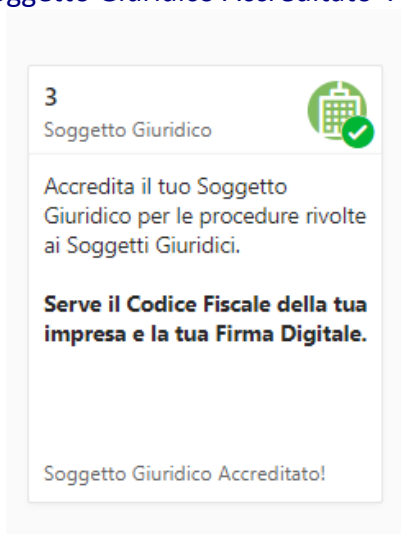 Soggetto Giuridico Accreditato
3
Soggetto Giuridico
Accredita il tuo Soggetto
Giuridico per le procedure rivolte
ai Soggetti Giuridici.
Serve il Codice Fiscale della tua
impresa e la tua Firma Digitale.
Soggetto Giuridico Accreditato!